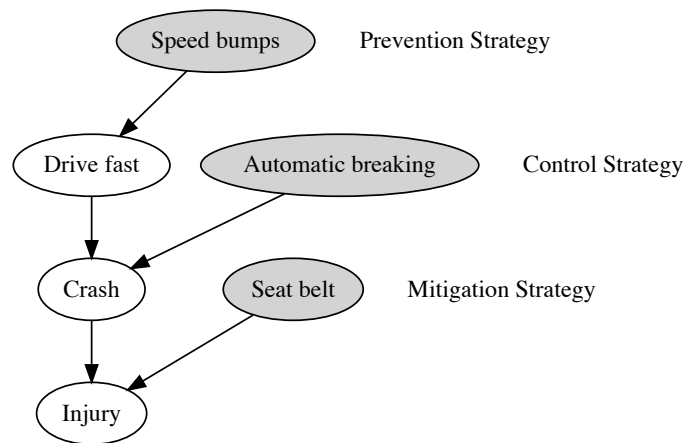 Speed bumps
Prevention Strategy
Drive fast
Automatic breaking
Control Strategy
Crash
Seat belt
Mitigation Strategy
Injury